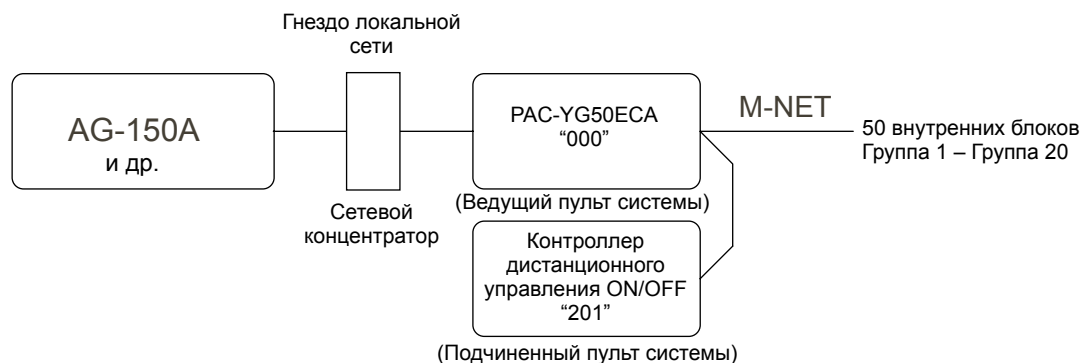 Гнездо локальной
сети
AG-150A
и др.
Сетевой
концентратор
PAC-YG50ECA
“000”
(Ведущий пульт системы)
M-NET
50 внутренних блоков
Группа 1 – Группа 20
Контроллер
дистанционного
управления ON/OFF
“201”
(Подчиненный пульт системы)